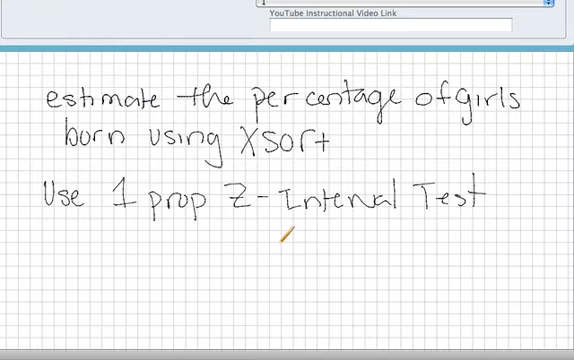 YouTube Instructional Video Link
estimate the percentage of girls
born using XSORT
Use 1 prop Z-Interval Test